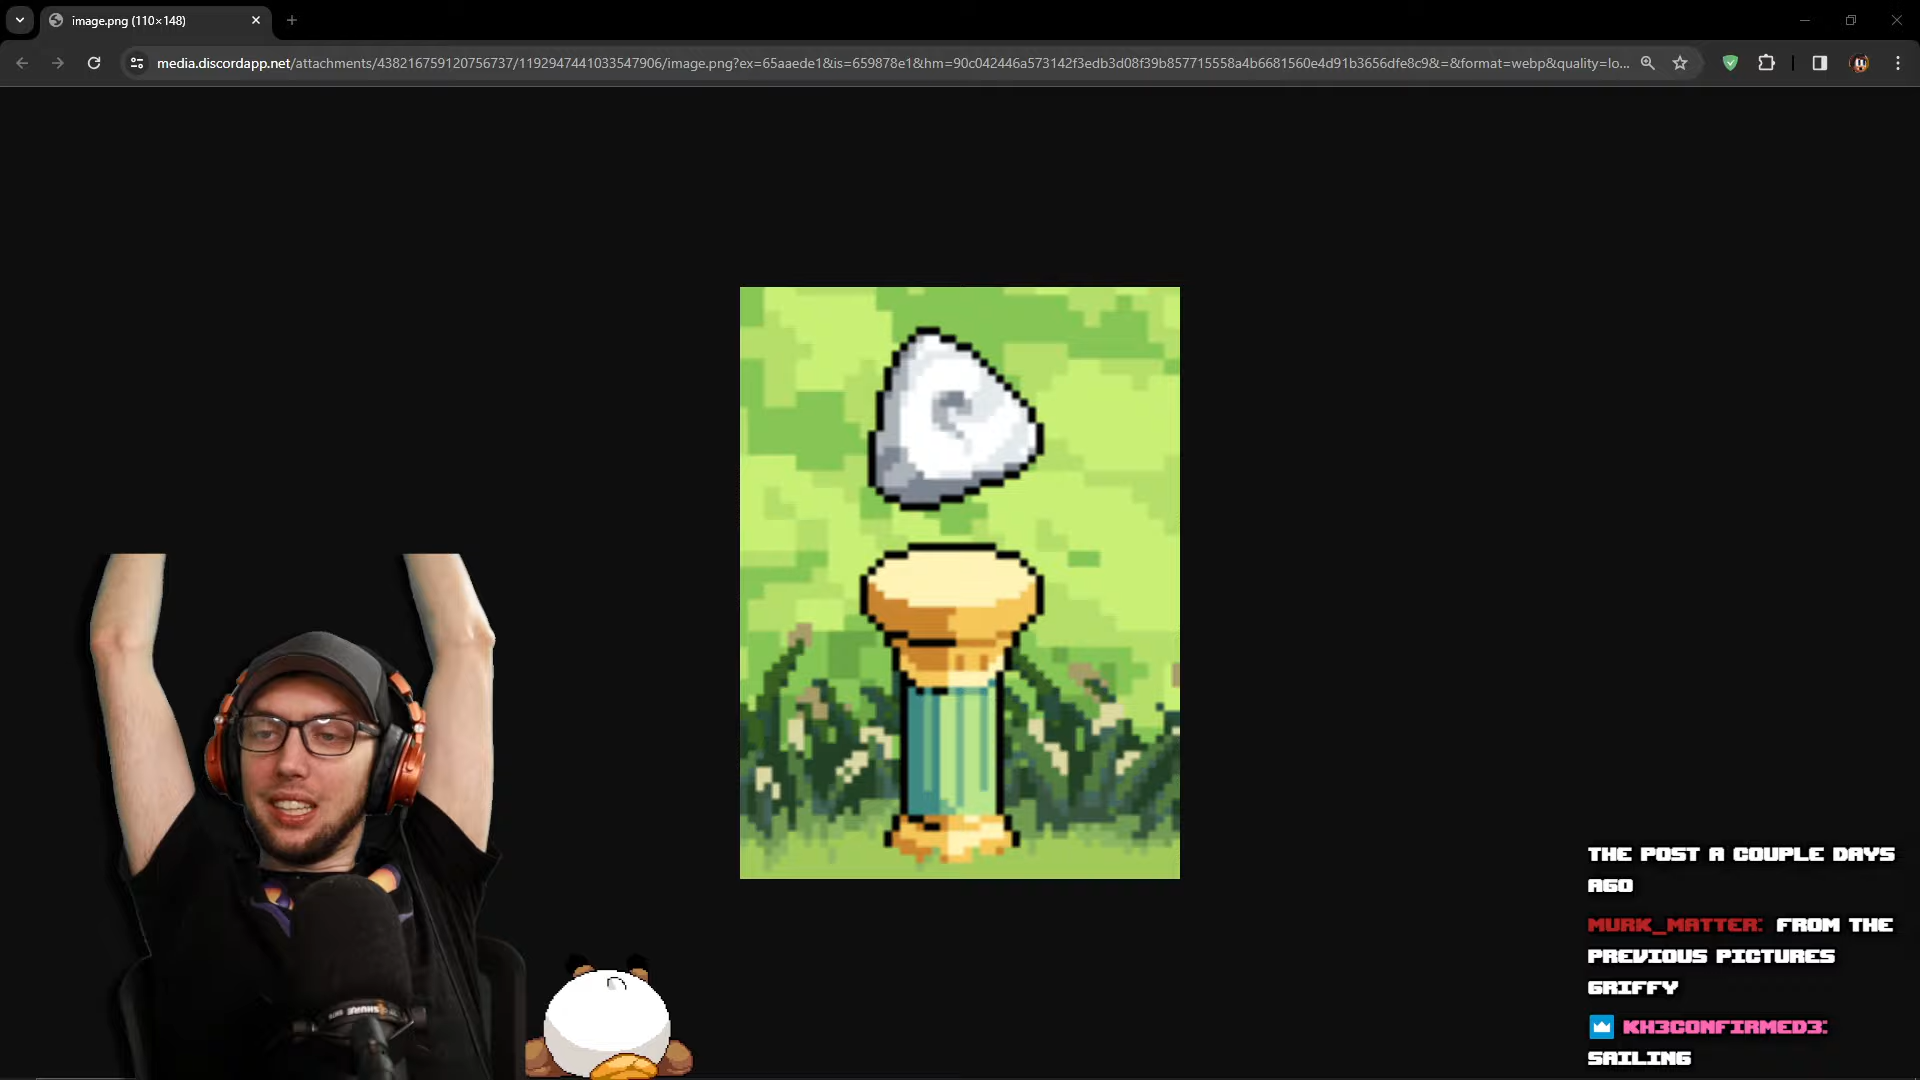 image.png (110×148)
media.discordapp.net/attachments/438216759120756737/1192947441033547906/image.png?ex=65aaede1&is=659878e1&hm=90c042446a573142f3edb3d08f39b857715558a4b6681560e4d91b3656dfe8c9&=&format=webp&quality=lo...
THE POST A COUPLE DAYS
AGO
MURK_MATTER: FROM THE
PREVIOUS PICTURES
GRIFFY
KH3CONFIRMED3:
SAILING
SHURE